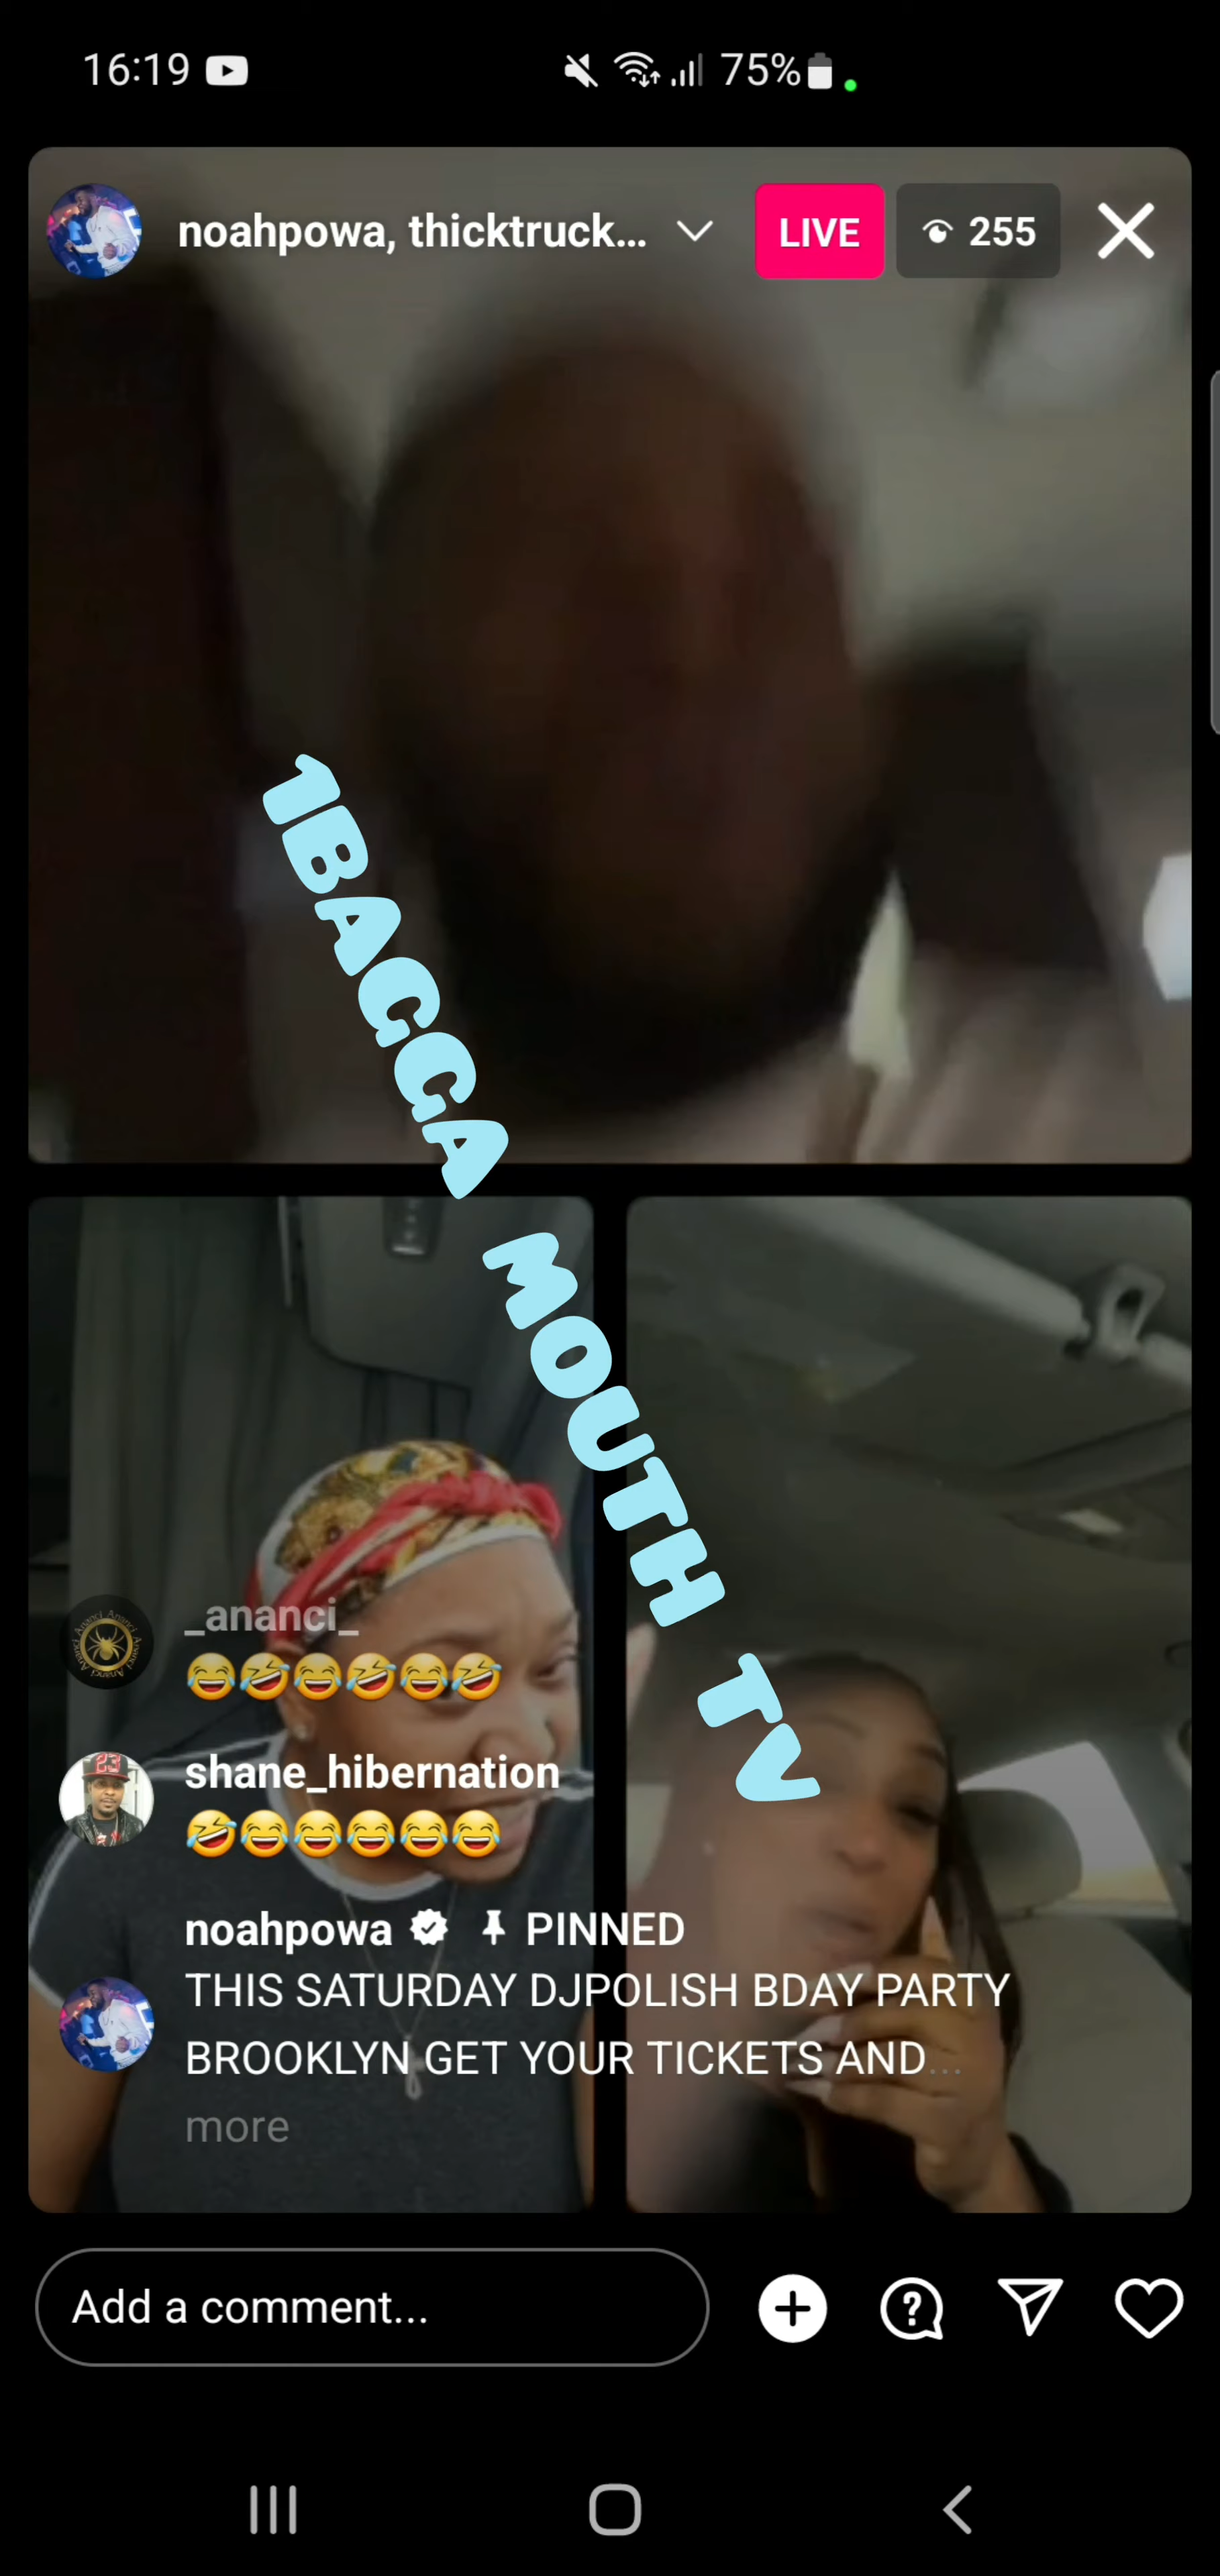 16:19
75%
noahpowa, thicktruck...
LIVE
255
1BAGGA MOUTH TV
_ananci_
😂🤣😂🤣😂🤣
shane_hibernation
🤣😂😂😂😂😂
noahpowa PINNED
THIS SATURDAY DJPOLISH BDAY PARTY
BROOKLYN GET YOUR TICKETS AND...
more
Add a comment...